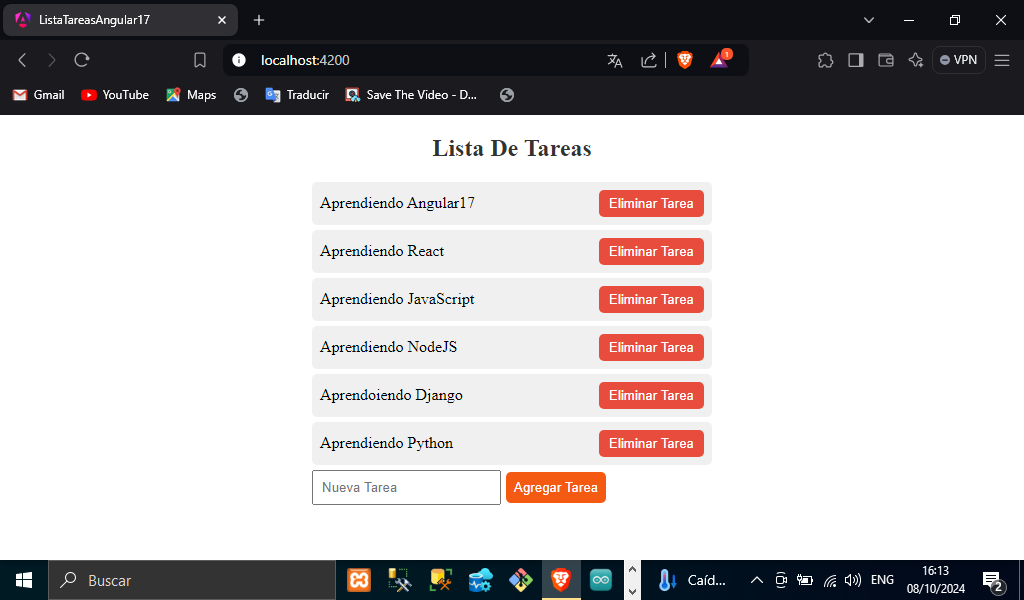 ListaTareasAngular17
localhost:4200
1
VPN
Gmail
YouTube
Maps
Traducir
Save The Video - D...
Lista De Tareas
Aprendiendo Angular17
Eliminar Tarea
Aprendiendo React
Eliminar Tarea
Aprendiendo JavaScript
Eliminar Tarea
Aprendiendo NodeJS
Eliminar Tarea
Aprendoiendo Django
Eliminar Tarea
Aprendiendo Python
Eliminar Tarea
Nueva Tarea
Agregar Tarea
Buscar
Caíd...
ENG
16:13
08/10/2024
2